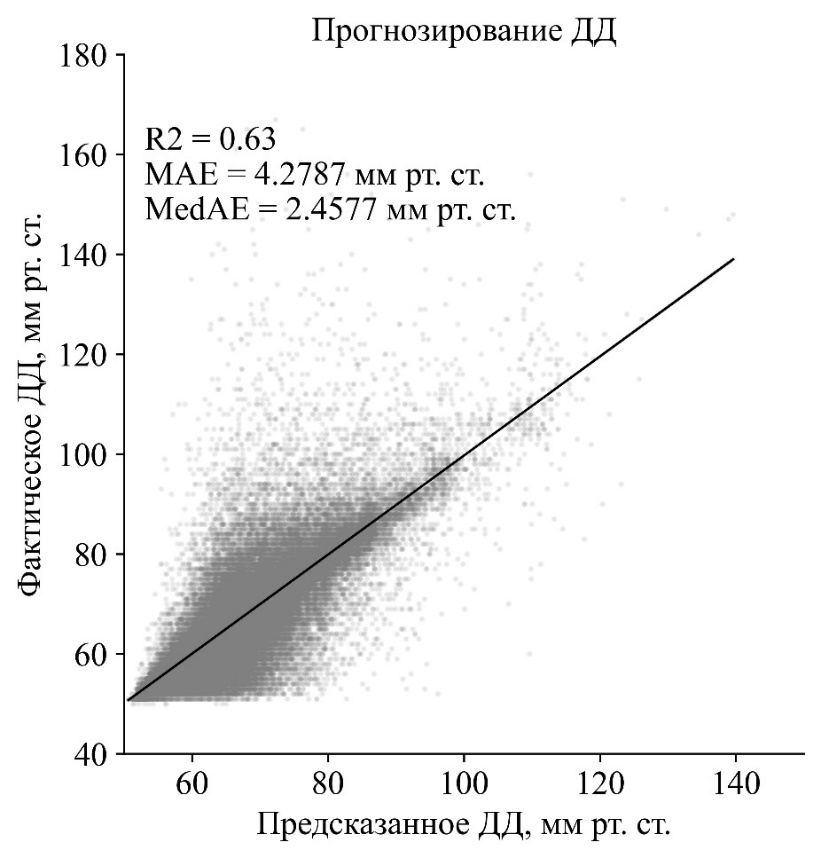 Прогнозирование ДД
R2 = 0.63
MAE = 4.2787 мм рт. ст.
MedAE = 2.4577 мм рт. ст.
Фактическое ДД, мм рт. ст.
180
160
140
120
100
80
60
40
60 80 100 120 140
Предсказанное ДД, мм рт. ст.